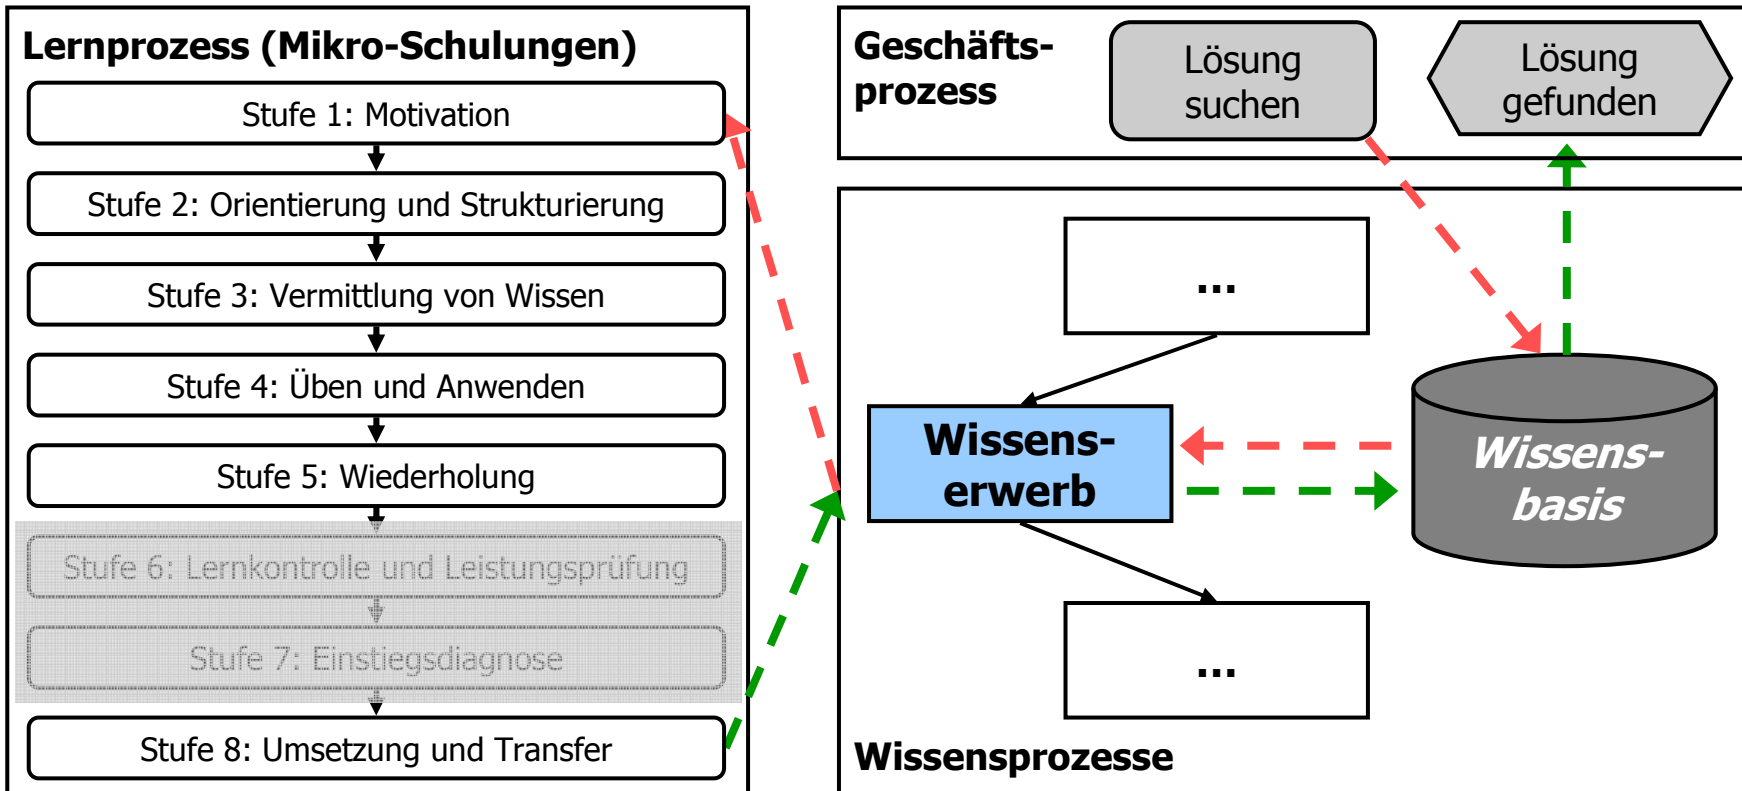 Lernprozess (Mikro-Schulungen)
Stufe 1: Motivation
Stufe 2: Orientierung und Strukturierung
Stufe 3: Vermittlung von Wissen
Stufe 4: Üben und Anwenden
Stufe 5: Wiederholung
Stufe 6: Lernkontrolle und Leistungsprüfung
Stufe 7: Einstiegsdiagnose
Stufe 8: Umsetzung und Transfer
Geschäfts-
prozess
Lösung
suchen
Lösung
gefunden
...
Wissens-
erwerb
Wissens-
basis
...
Wissensprozesse